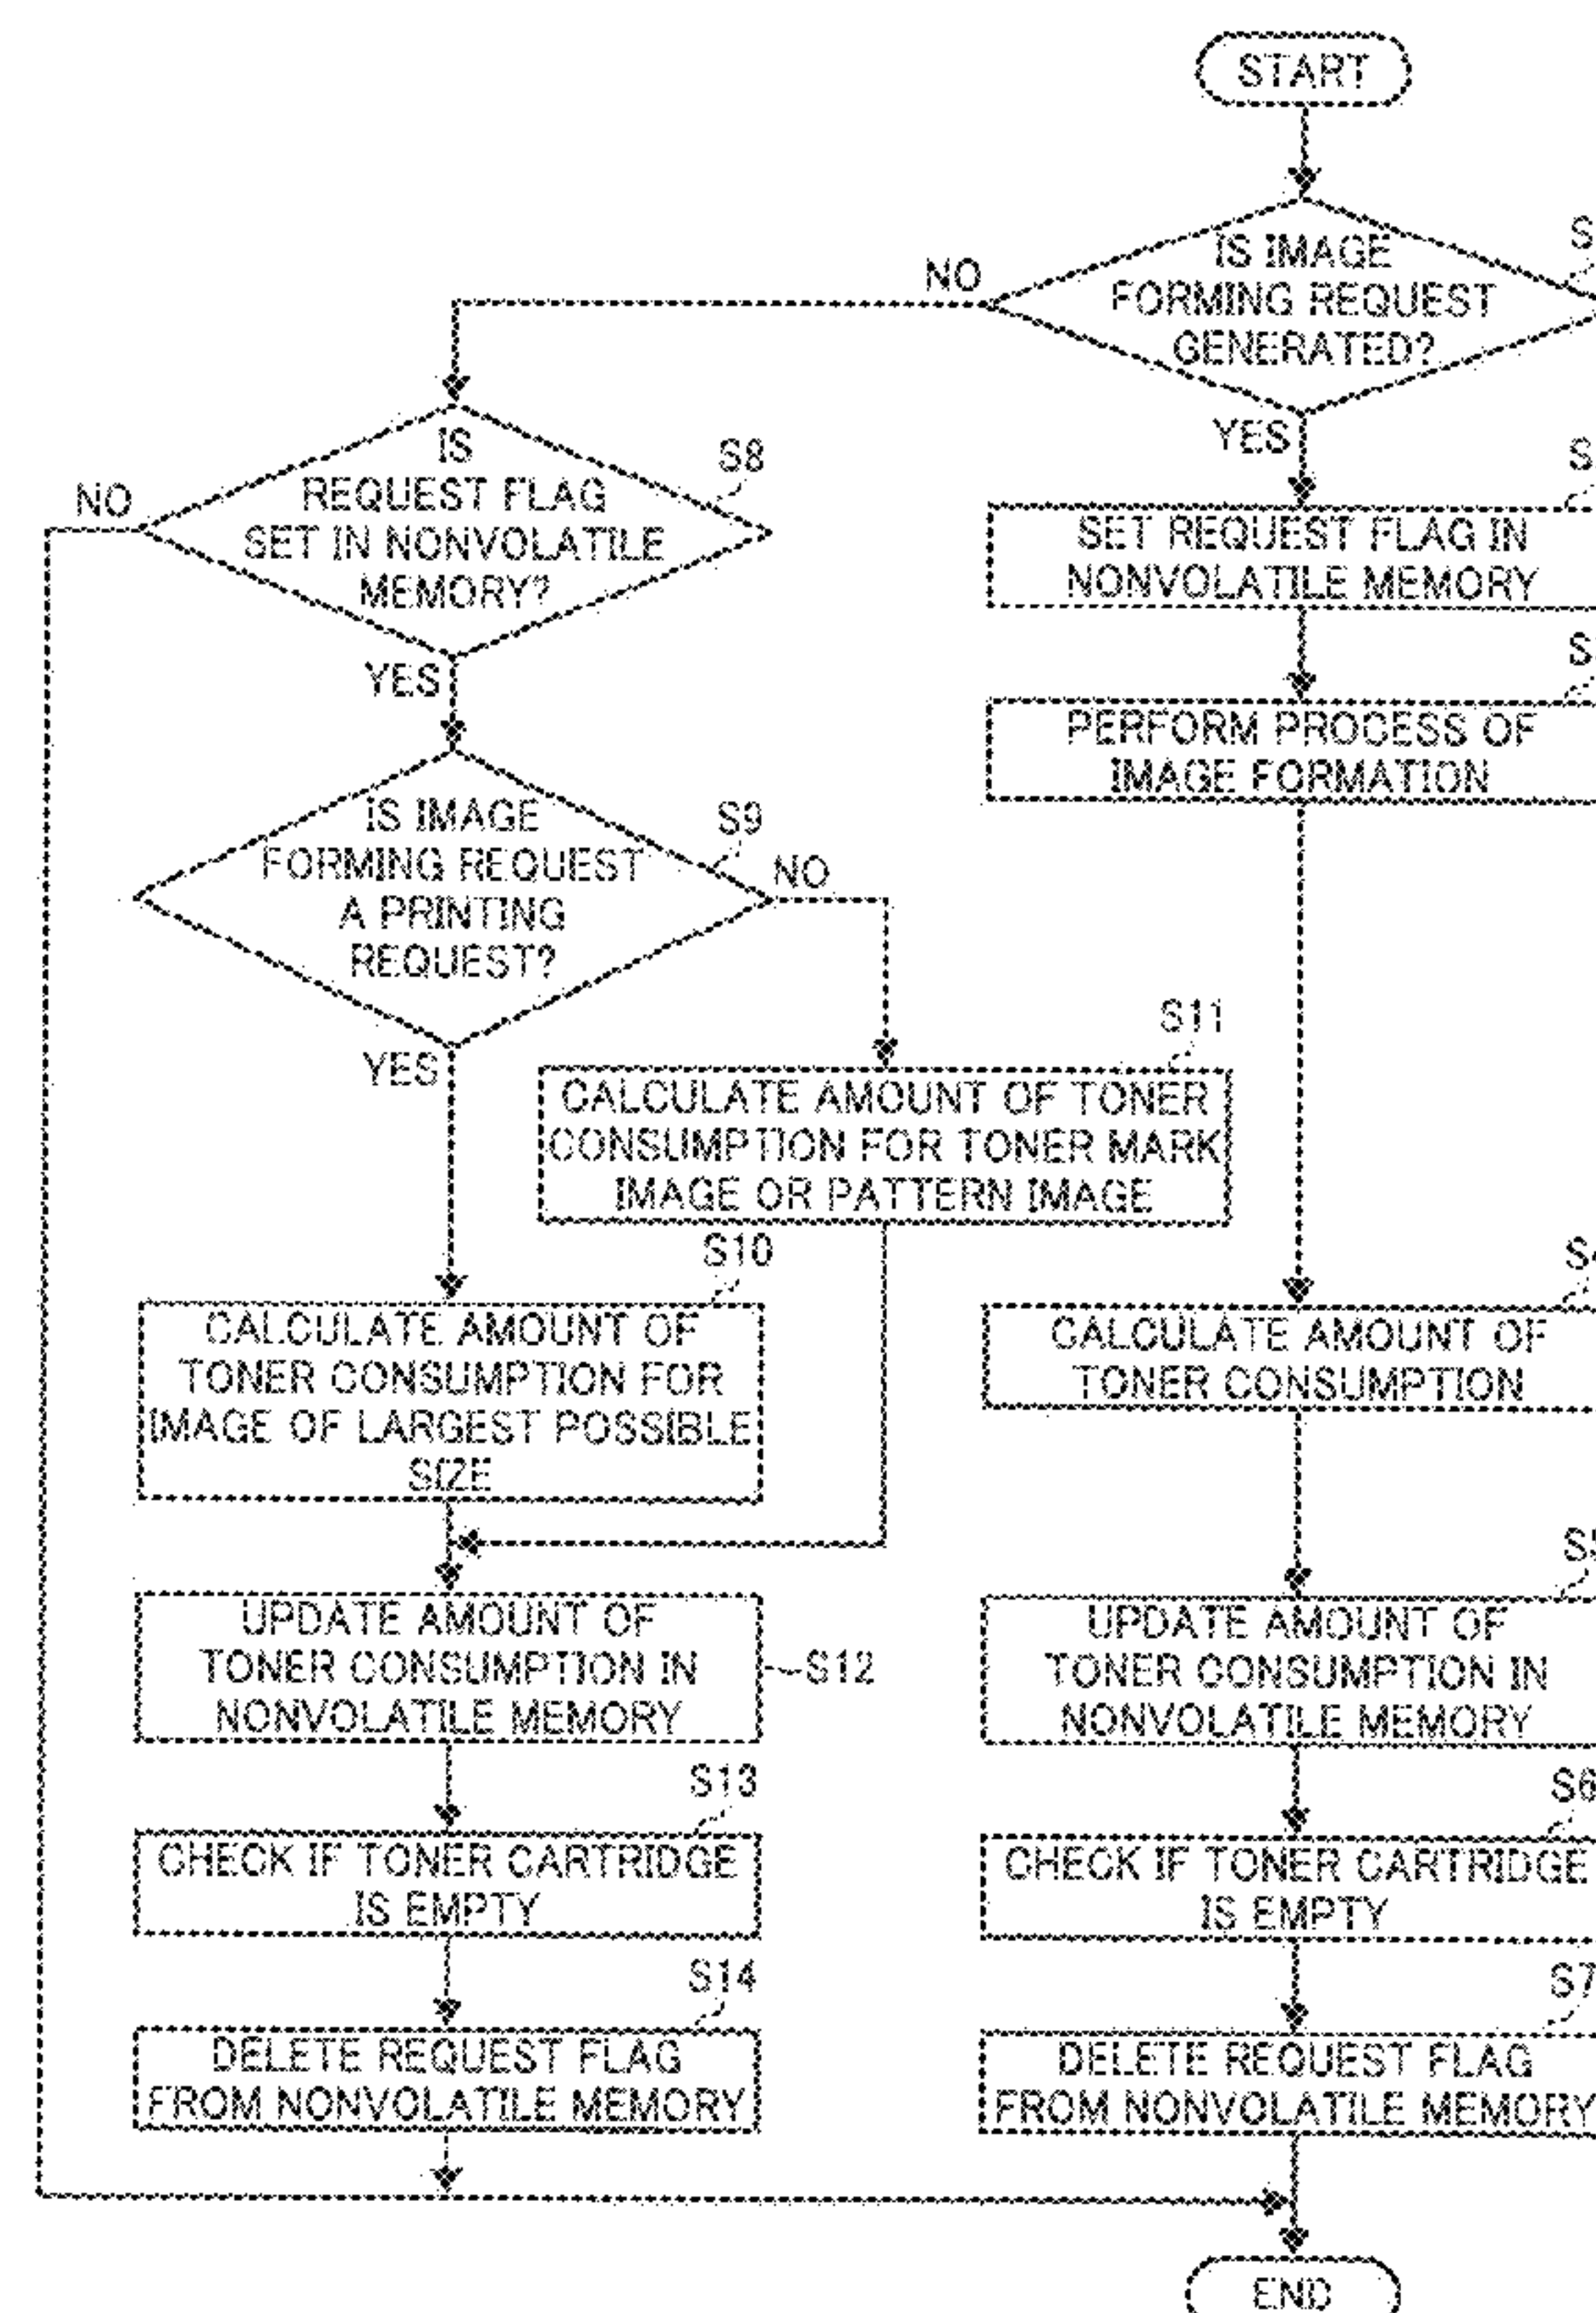 START
IS IMAGE
FORMING REQUEST
GENERATED?
S
NO
YES
IS
REQUEST FLAG
SET IN NONVOLATILE
MEMORY?
S8
NO
YES
S
SET REQUEST FLAG IN
NONVOLATILE MEMORY
S
PERFORM PROCESS OF
IMAGE FORMATION
IS IMAGE
FORMING REQUEST
A PRINTING
REQUEST?
S9
NO
YES
S11
CALCULATE AMOUNT OF TONER
CONSUMPTION FOR TONER MARK
IMAGE OR PATTERN IMAGE
S10
CALCULATE AMOUNT OF
TONER CONSUMPTION FOR
IMAGE OF LARGEST POSSIBLE
SIZE
S4
CALCULATE AMOUNT OF
TONER CONSUMPTION
UPDATE AMOUNT OF
TONER CONSUMPTION IN
NONVOLATILE MEMORY
S12
S5
UPDATE AMOUNT OF
TONER CONSUMPTION IN
NONVOLATILE MEMORY
S13
CHECK IF TONER CARTRIDGE
IS EMPTY
S6
CHECK IF TONER CARTRIDGE
IS EMPTY
S14
DELETE REQUEST FLAG
FROM NONVOLATILE MEMORY
S7
DELETE REQUEST FLAG
FROM NONVOLATILE MEMORY
END